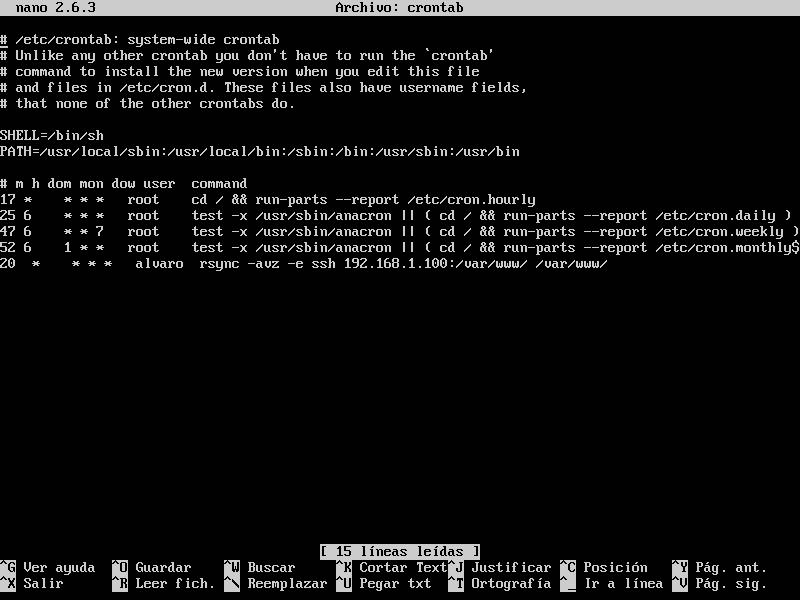 nano 2.6.3 Archivo: crontab
# /etc/crontab: system-wide crontab
# Unlike any other crontab you don't have to run the `crontab'
# command to install the new version when you edit this file
# and files in /etc/cron.d. These files also have username fields,
# that none of the other crontabs do.
SHELL=/bin/sh
PATH=/usr/local/sbin:/usr/local/bin:/sbin:/bin:/usr/sbin:/usr/bin
# m h dom mon dow user  command
17 *    * * *   root    cd / && run-parts --report /etc/cron.hourly
25 6    * * *   root    test -x /usr/sbin/anacron || ( cd / && run-parts --report /etc/cron.daily )
47 6    * * 7   root    test -x /usr/sbin/anacron || ( cd / && run-parts --report /etc/cron.weekly )
52 6    1 * *   root    test -x /usr/sbin/anacron || ( cd / && run-parts --report /etc/cron.monthly$
20  *    * * *   alvaro  rsync -avz -e ssh 192.168.1.100:/var/www/ /var/www/
[ 15 líneas leídas ]
^G Ver ayuda  ^O Guardar    ^W Buscar     ^K Cortar Text^J Justificar ^C Posición   ^Y Pág. ant.
^X Salir      ^R Leer fich. ^\ Reemplazar ^U Pegar txt  ^T Ortografía ^_ Ir a línea ^V Pág. sig.